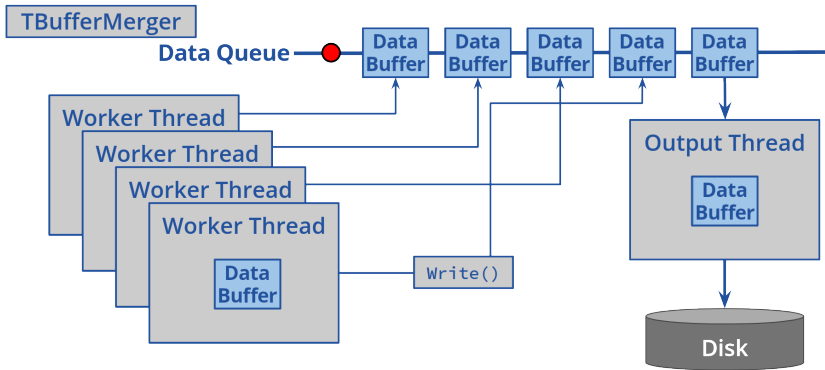 TBufferMerger
Data Queue
Data
Buffer
Data
Buffer
Data
Buffer
Data
Buffer
Data
Buffer
Worker Thread
Worker Thread
Worker Thread
Worker Thread
Data
Buffer
Write()
Output Thread
Data
Buffer
Disk